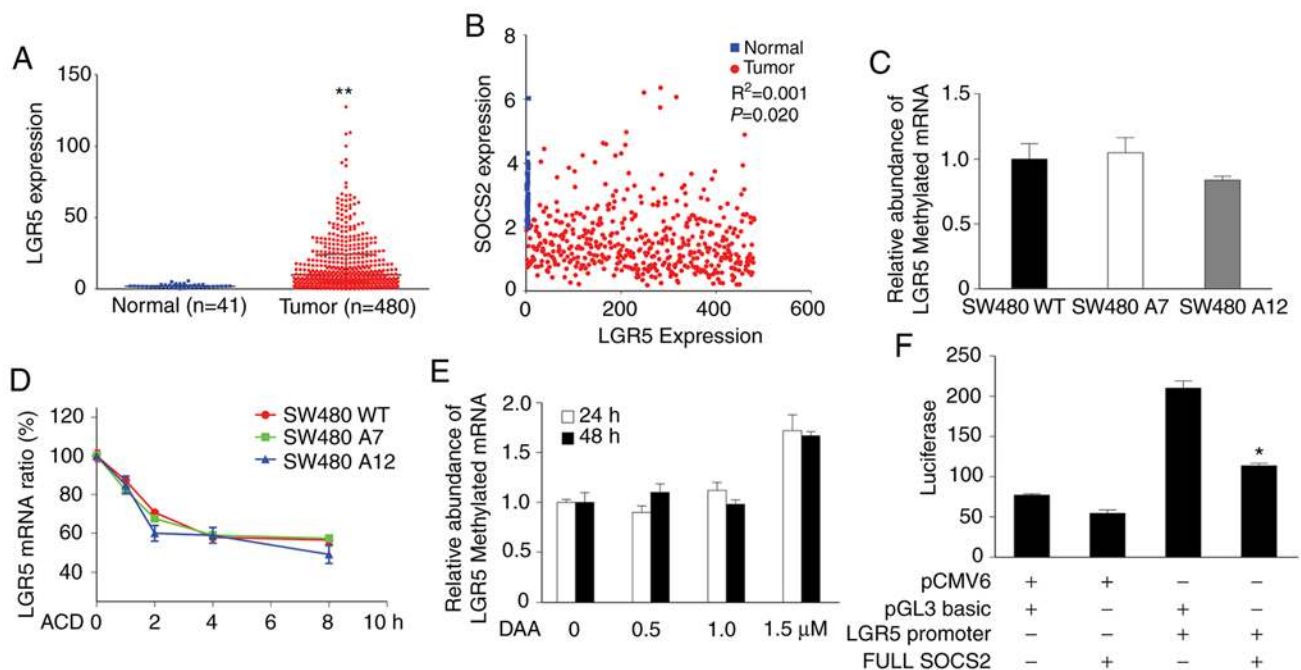 A
LGR5 expression
150
100
50
0
**
Normal (n=41)
Tumor (n=480)
B
SOCS2 expression
8
6
4
2
0
Normal
Tumor
R²=0.001
P=0.020
0
200
400
600
LGR5 Expression
C
Relative abundance of
LGR5 Methylated mRNA
1.5
1.0
0.5
0
SW480 WT
SW480 A7
SW480 A12
D
LGR5 mRNA ratio (%)
120
100
80
60
40
SW480 WT
SW480 A7
SW480 A12
ACD
0
2
4
6
8
10 h
E
Relative abundance of
LGR5 Methylated mRNA
2.0
1.5
1.0
0.5
0
24 h
48 h
DAA
0
0.5
1.0
1.5 µM
F
Luciferase
250
200
150
100
50
0
*
pCMV6 + + – –
pGL3 basic + – + –
LGR5 promoter – – + +
FULL SOCS2 – + – +